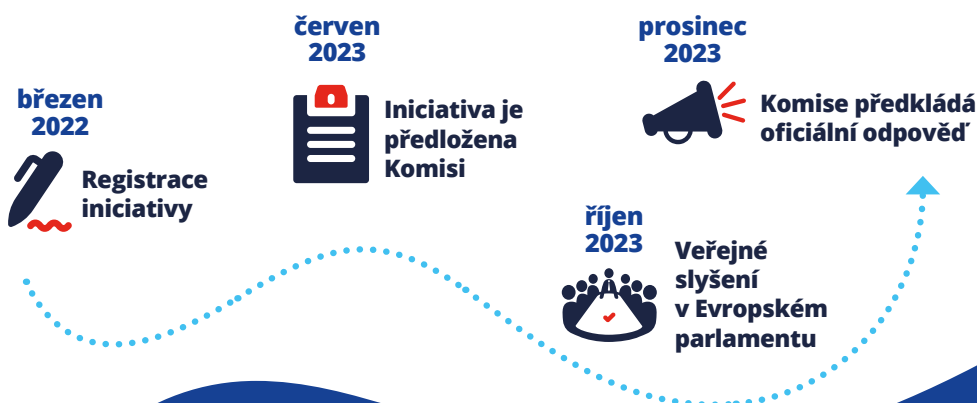 březen
2022
Registrace
iniciativy
červen
2023
Iniciativa je
předložena
Komisi
říjen
2023
Veřejné
slyšení
v Evropském
parlamentu
prosinec
2023
Komise předkládá
oficiální odpověď